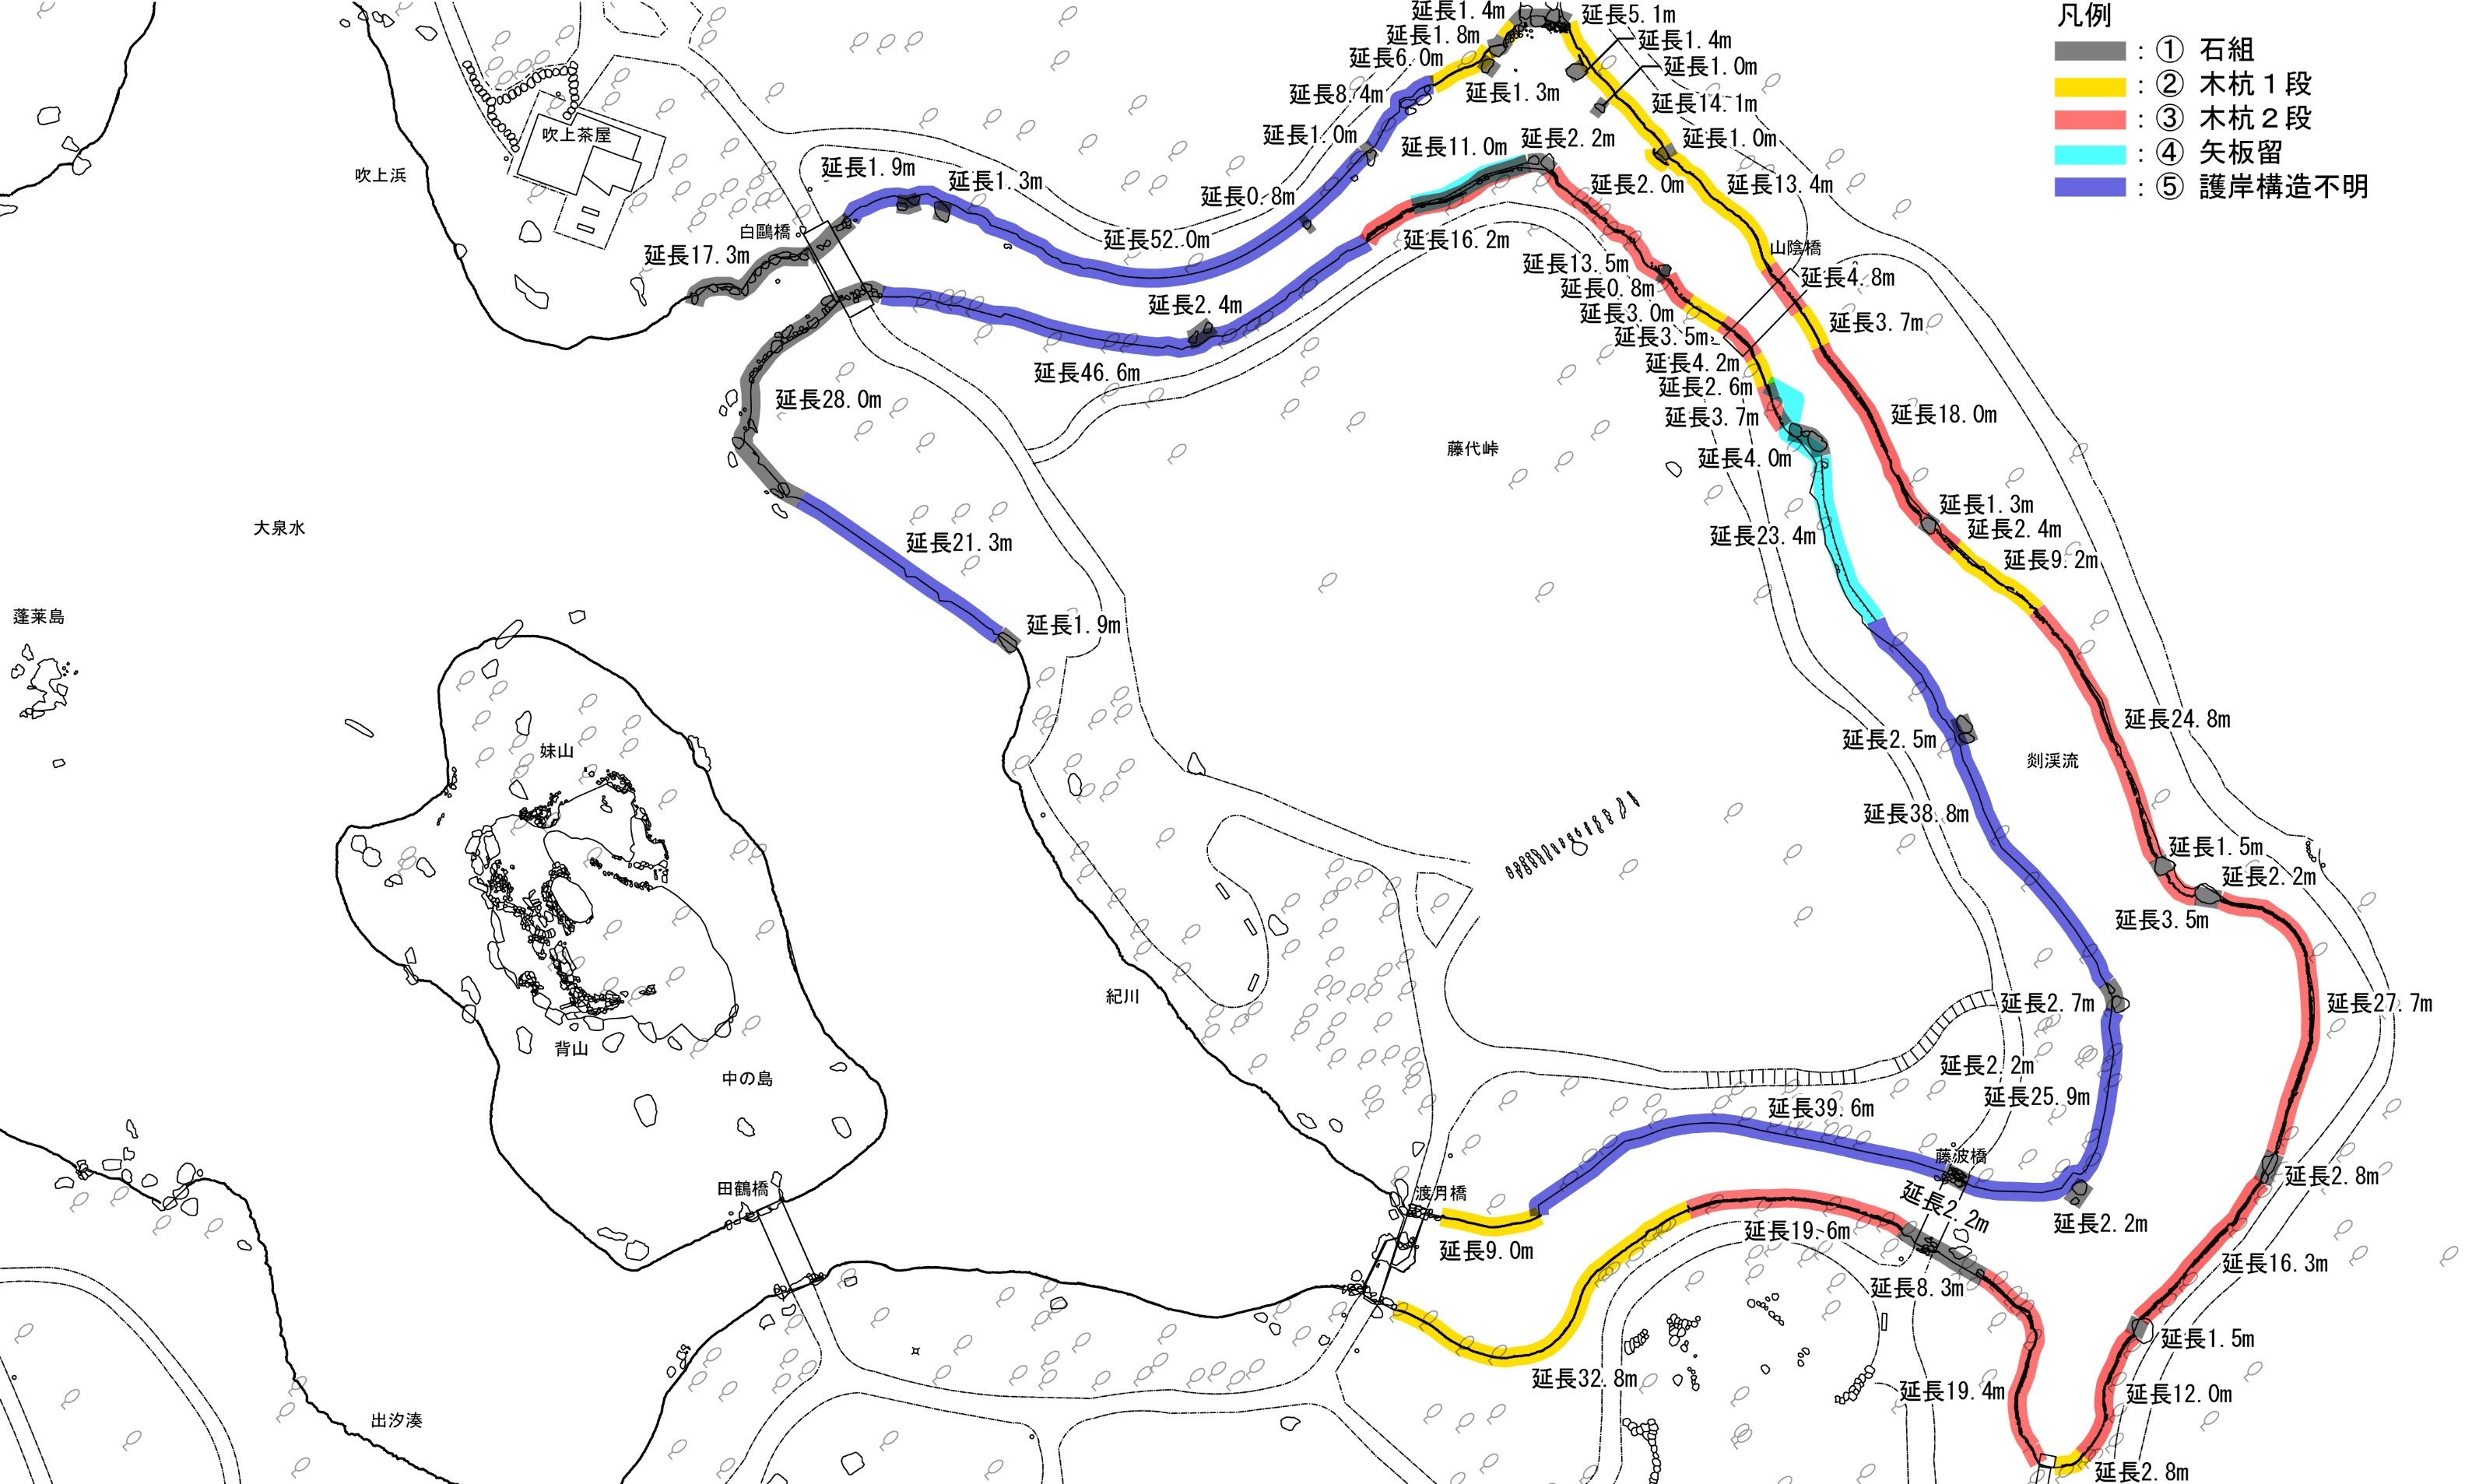 凡例
：① 石組
：② 木杭１段
：③ 木杭２段
：④ 矢板留
：⑤ 護岸構造不明
延長1.4m
延長5.1m
延長1.8m
延長1.4m
延長6.0m
延長1.0m
延長8.4m
延長1.3m
延長14.1m
延長1.0m
延長11.0m
延長2.2m
延長1.0m
吹上茶屋
吹上浜
延長1.9m
延長1.3m
延長0.8m
延長2.0m
延長13.4m
白鷗橋
延長52.0m
延長16.2m
山陰橋
延長17.3m
延長13.5m
延長4.8m
延長0.8m
延長2.4m
延長3.0m
延長3.7m
延長3.5m
延長46.6m
延長4.2m
延長2.6m
延長28.0m
延長3.7m
延長18.0m
藤代峠
延長4.0m
延長1.3m
延長2.4m
大泉水
延長21.3m
延長23.4m
延長9.2m
蓬莱島
延長1.9m
延長24.8m
妹山
延長2.5m
剡渓流
延長38.8m
延長1.5m
延長2.2m
延長3.5m
紀川
延長2.7m
延長27.7m
背山
延長2.2m
中の島
延長25.9m
延長39.6m
藤波橋
延長2.8m
田鶴橋
渡月橋
延長2.2m
延長2.2m
延長9.0m
延長19.6m
延長16.3m
延長8.3m
延長1.5m
延長32.8m
延長19.4m
延長12.0m
出汐湊
延長2.8m